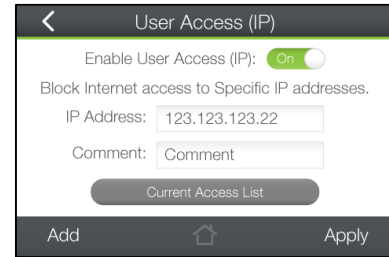 User Access (IP)
Enable User Access (IP): On
Block Internet access to Specific IP addresses.
IP Address: 123.123.123.22
Comment: Comment
Current Access List
Add Apply